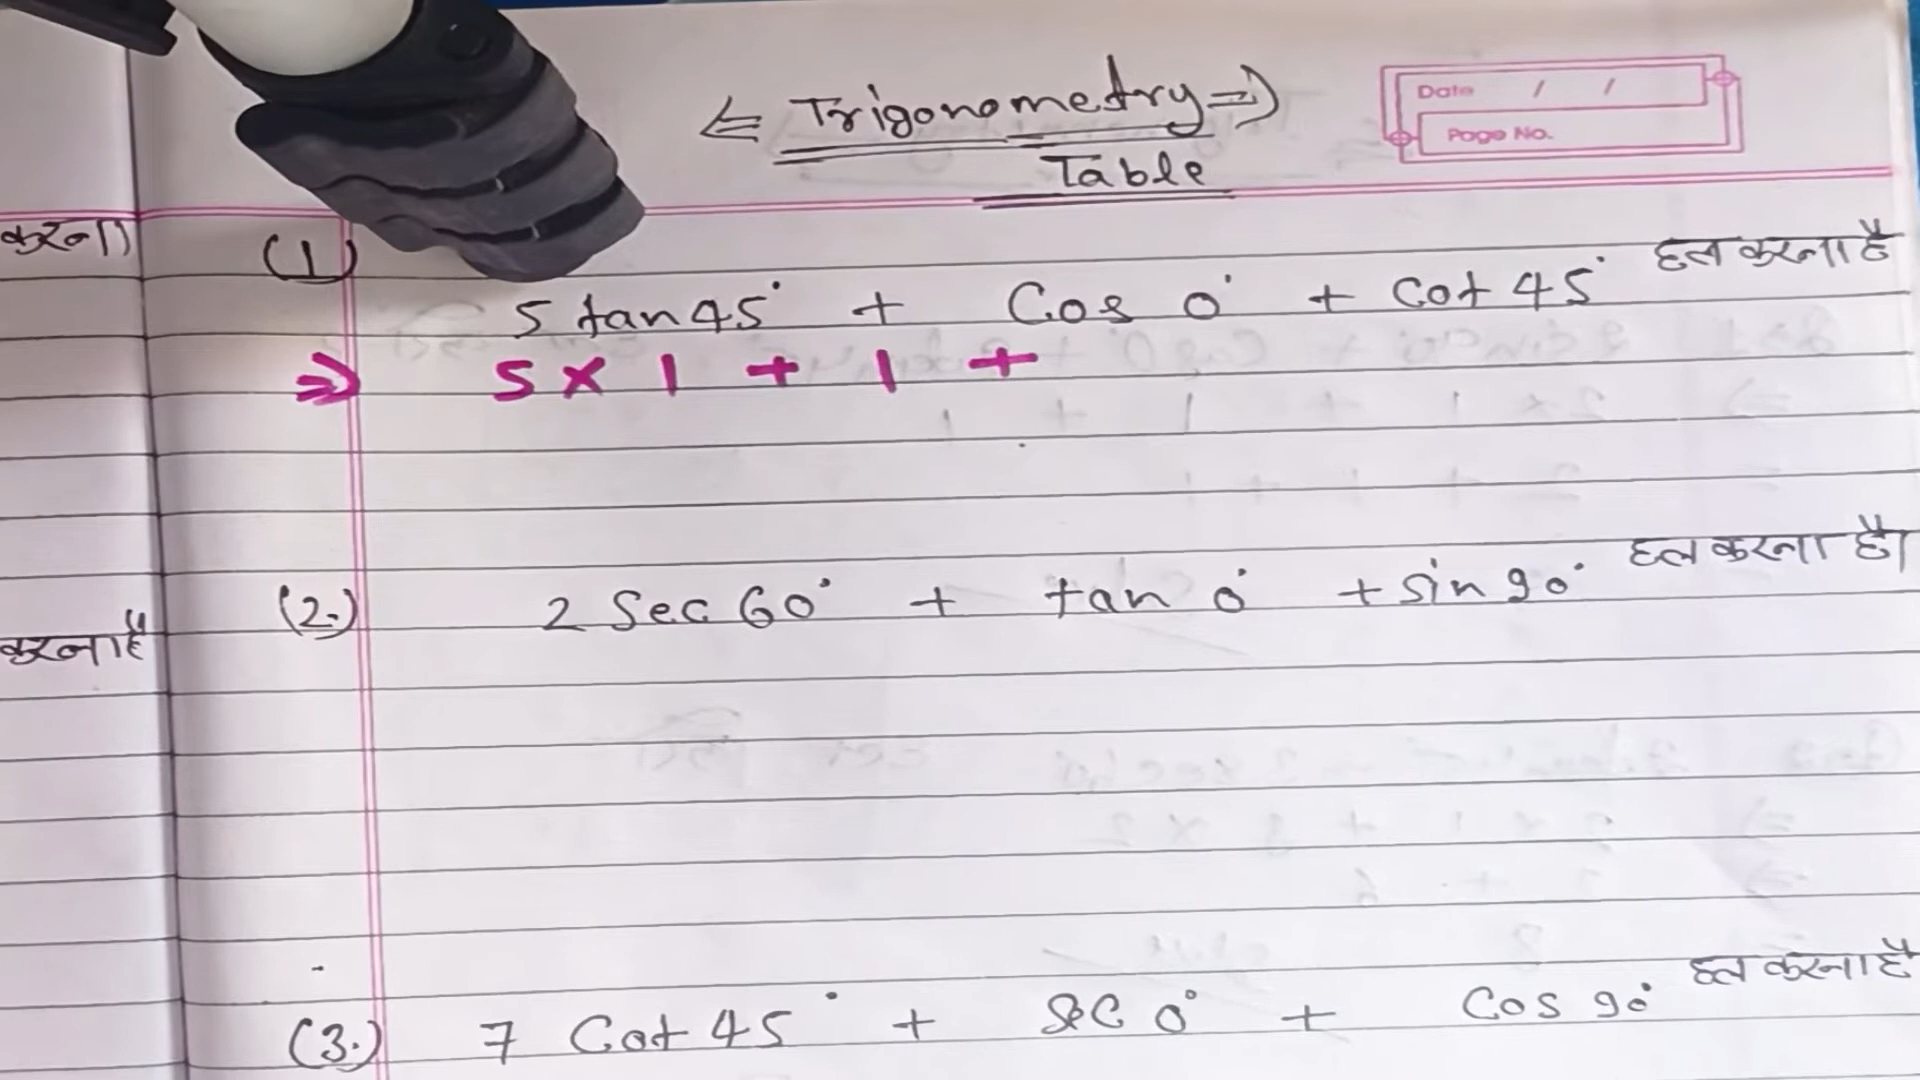 ⇐ Trigonometry ⇒
Table
Date / /
Page No.
करना
(1)
5 tan 45° + Cos 0° + Cot 45° हल करना है
⇒ 5 × 1 + 1 +
(2.) 2 Sec 60° + tan 0° + sin 90° हल करना है।
करना है
(3.) 7 Cot 45° + sec 0° + Cos 90° हल करना है